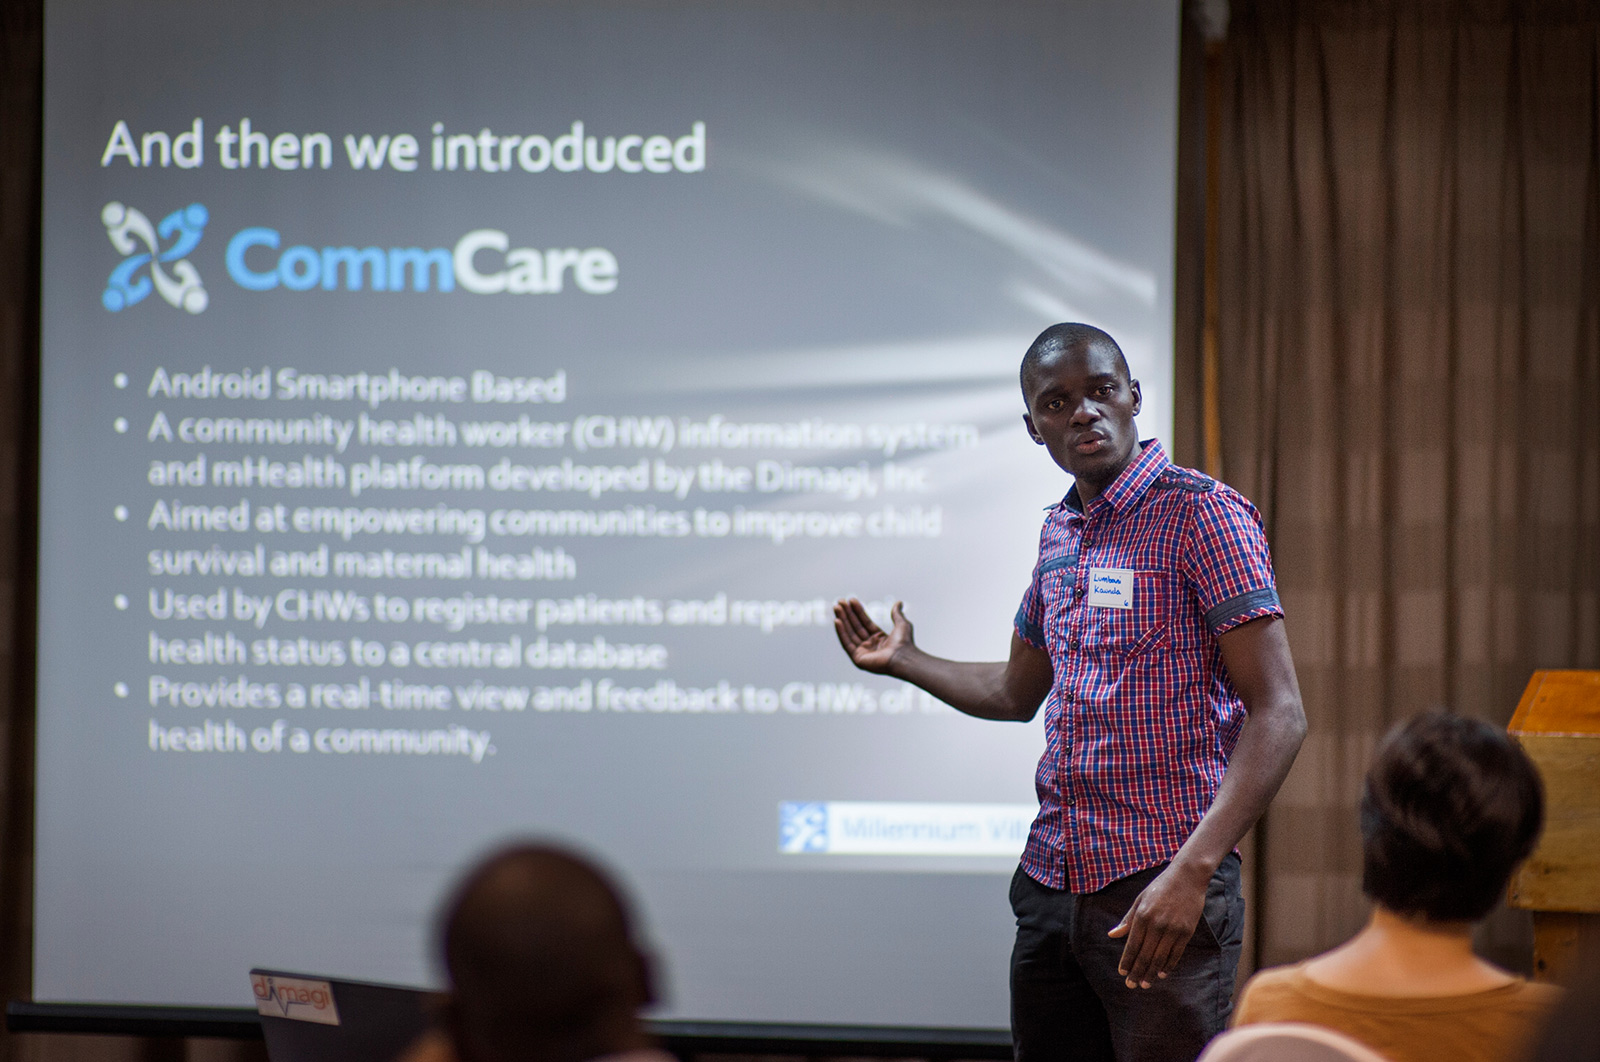 And then we introduced
CommCare
• Android Smartphone Based
• A community health worker (CHW) information system
and mHealth platform developed by the Dimagi, Inc
• Aimed at empowering communities to improve child
survival and maternal health
• Used by CHWs to register patients and report
health status to a central database
• Provides a real-time view and feedback to CHWs of
health of a community.
Millennium
Lumbani
Kaunda
dimagi